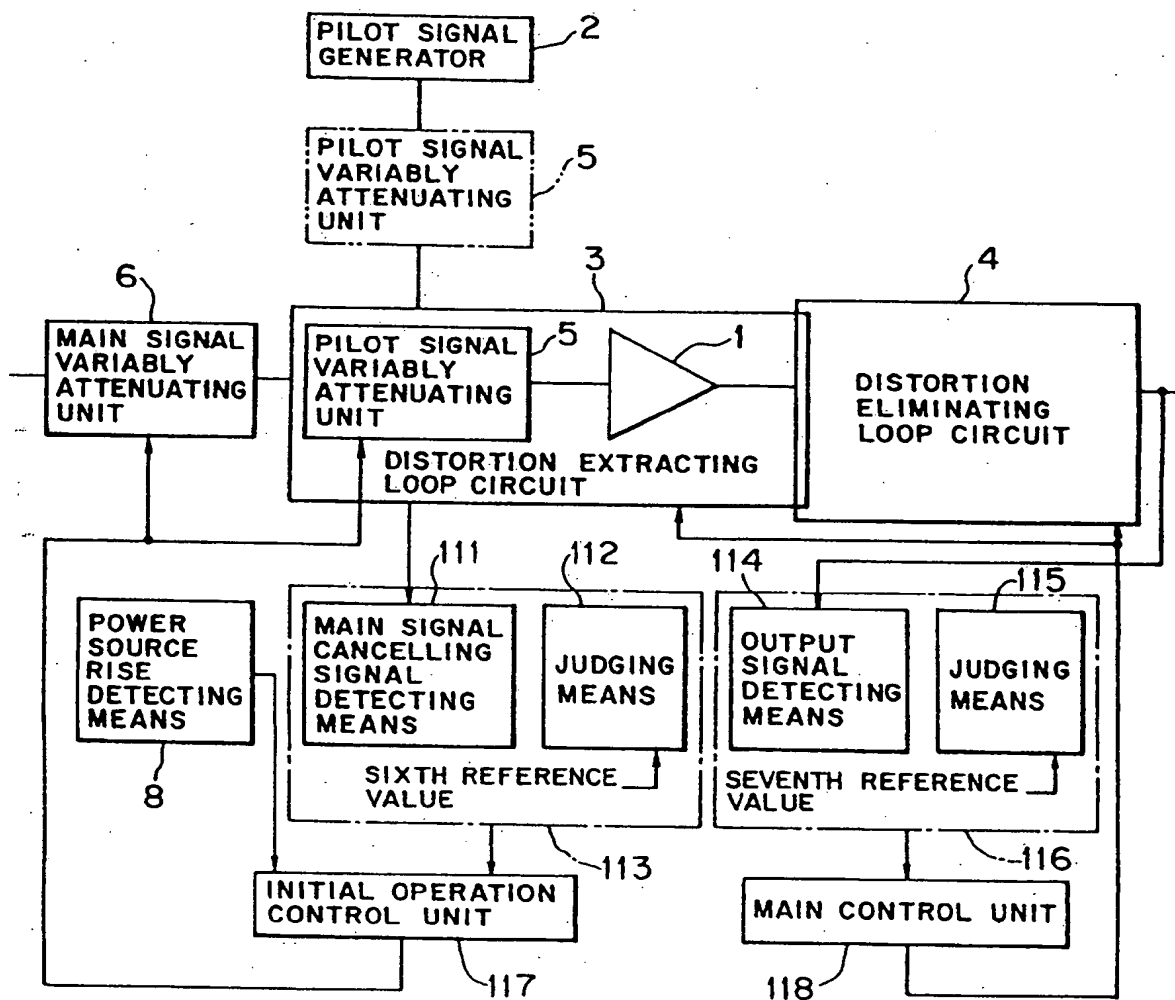 PILOT SIGNAL
GENERATOR
2
PILOT SIGNAL
VARIABLY
ATTENUATING
UNIT
5
6
MAIN SIGNAL
VARIABLY
ATTENUATING
UNIT
3
PILOT SIGNAL
VARIABLY
ATTENUATING
UNIT
5
1
DISTORTION EXTRACTING
LOOP CIRCUIT
4
DISTORTION
ELIMINATING
LOOP CIRCUIT
POWER
SOURCE
RISE
DETECTING
MEANS
8
111
MAIN SIGNAL
CANCELLING
SIGNAL
DETECTING
MEANS
112
JUDGING
MEANS
SIXTH REFERENCE
VALUE
113
114
OUTPUT
SIGNAL
DETECTING
MEANS
115
JUDGING
MEANS
SEVENTH REFERENCE
VALUE
116
INITIAL OPERATION
CONTROL UNIT
117
MAIN CONTROL UNIT
118